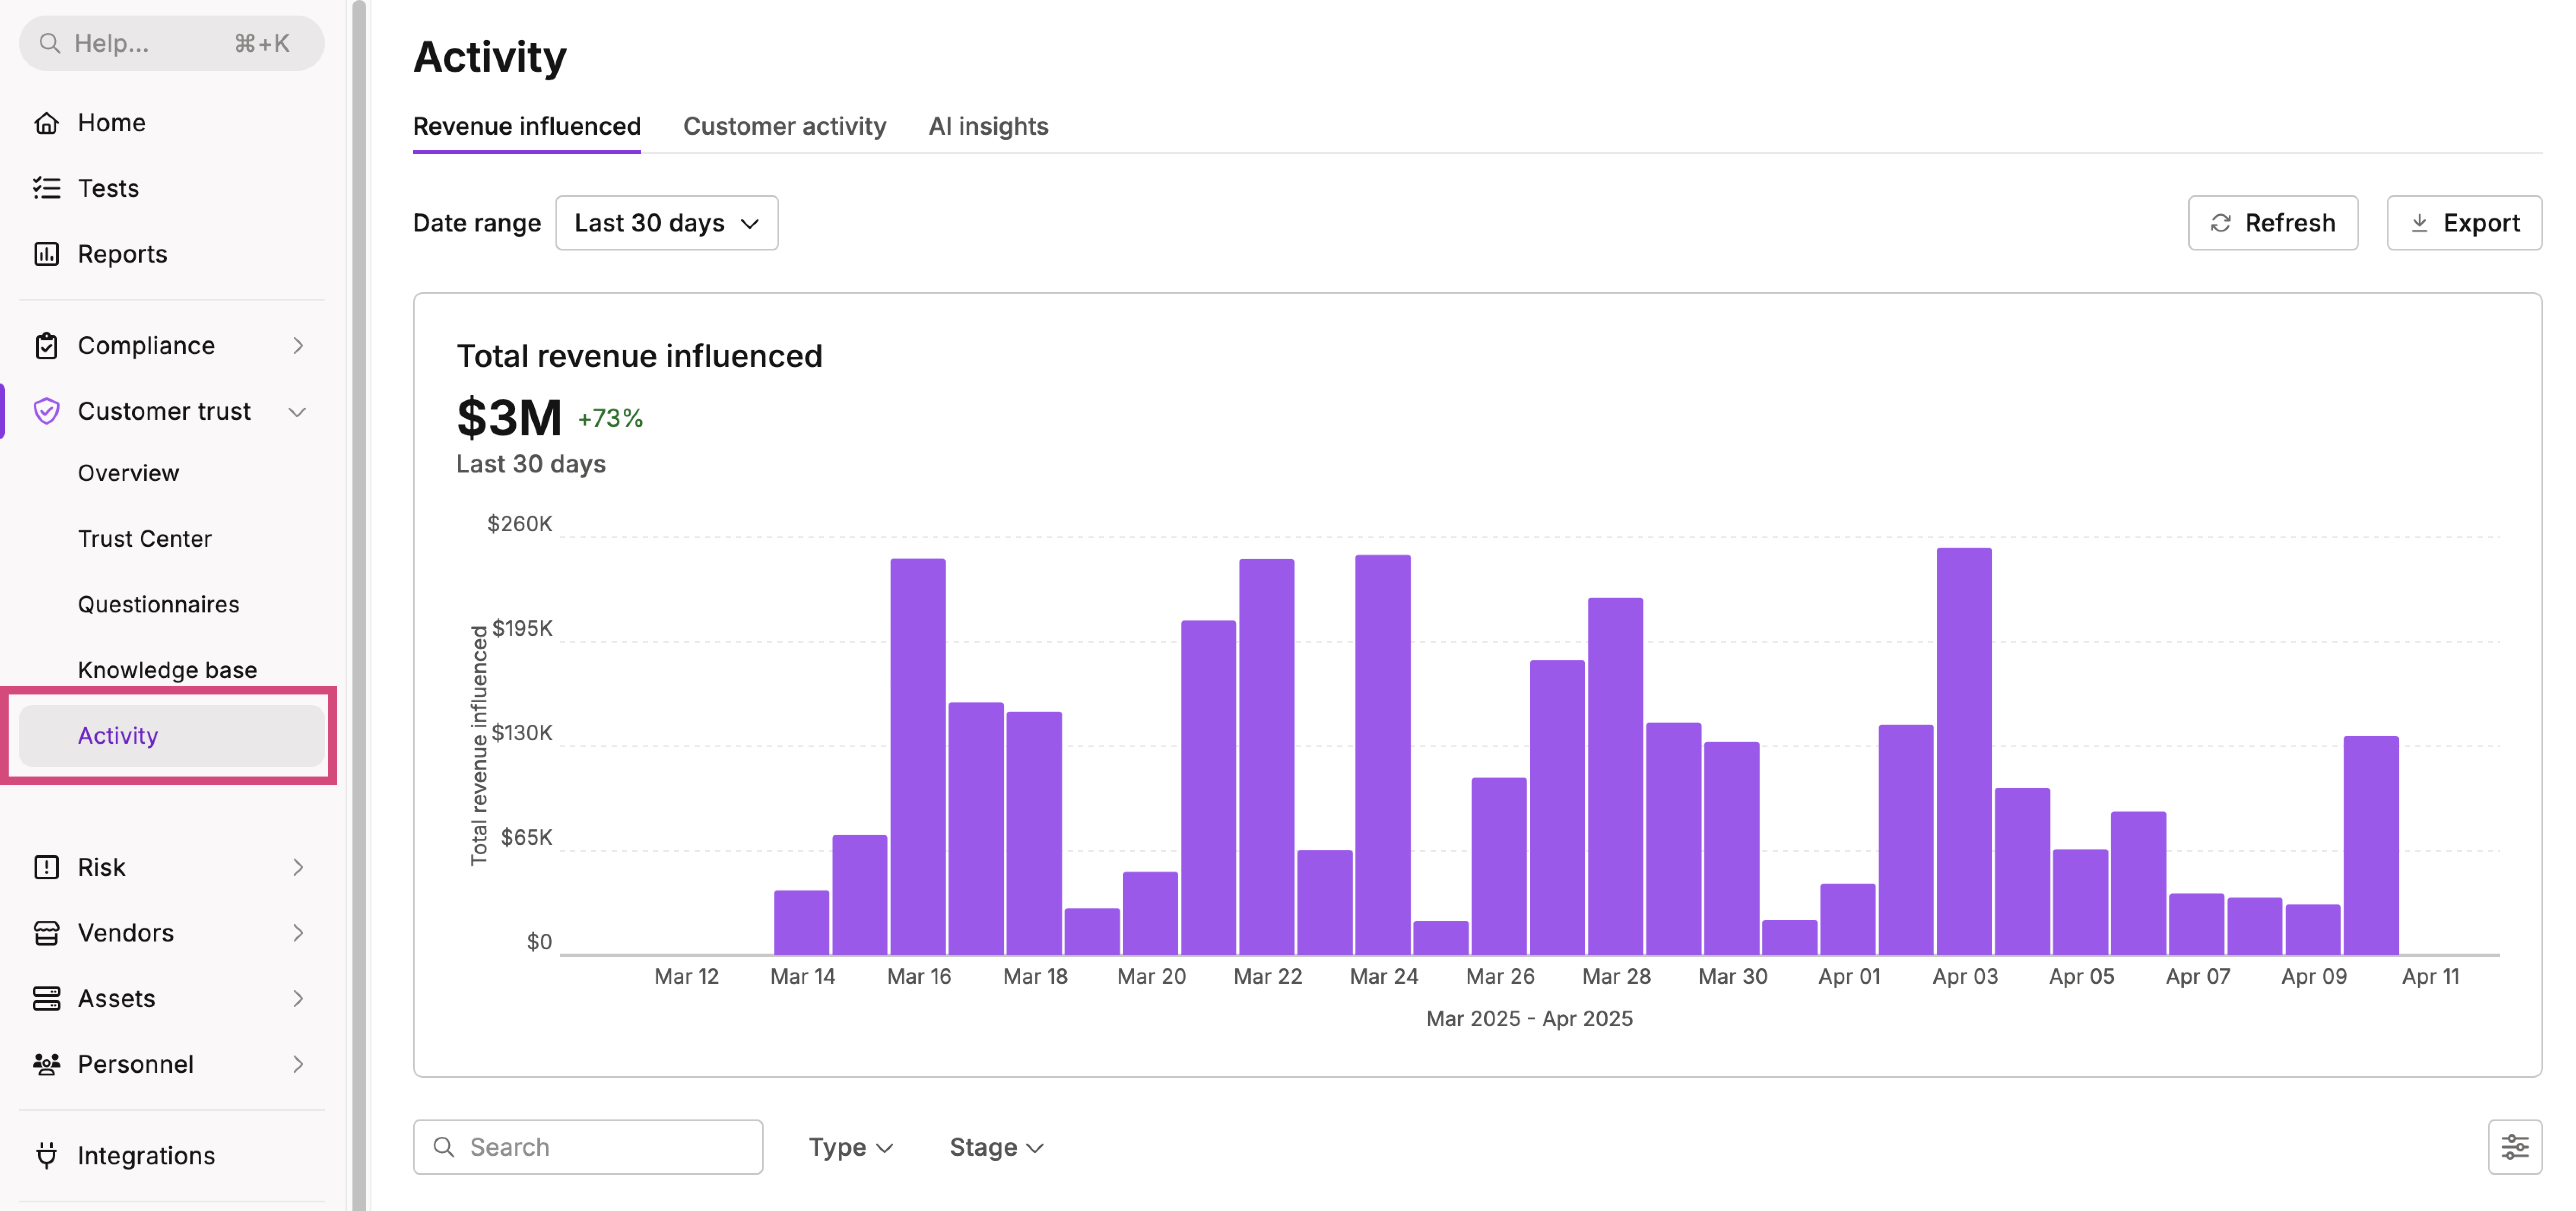 Help... ⌘+K
Home
Tests
Reports
Compliance
Customer trust
Overview
Trust Center
Questionnaires
Knowledge base
Activity
Risk
Vendors
Assets
Personnel
Integrations
Activity
Revenue influenced Customer activity AI insights
Date range Last 30 days Refresh Export
Total revenue influenced
$3M +73%
Last 30 days
Total revenue influenced
$260K
$195K
$130K
$65K
$0
Mar 12 Mar 14 Mar 16 Mar 18 Mar 20 Mar 22 Mar 24 Mar 26 Mar 28 Mar 30 Apr 01 Apr 03 Apr 05 Apr 07 Apr 09 Apr 11
Mar 2025 - Apr 2025
Search Type Stage